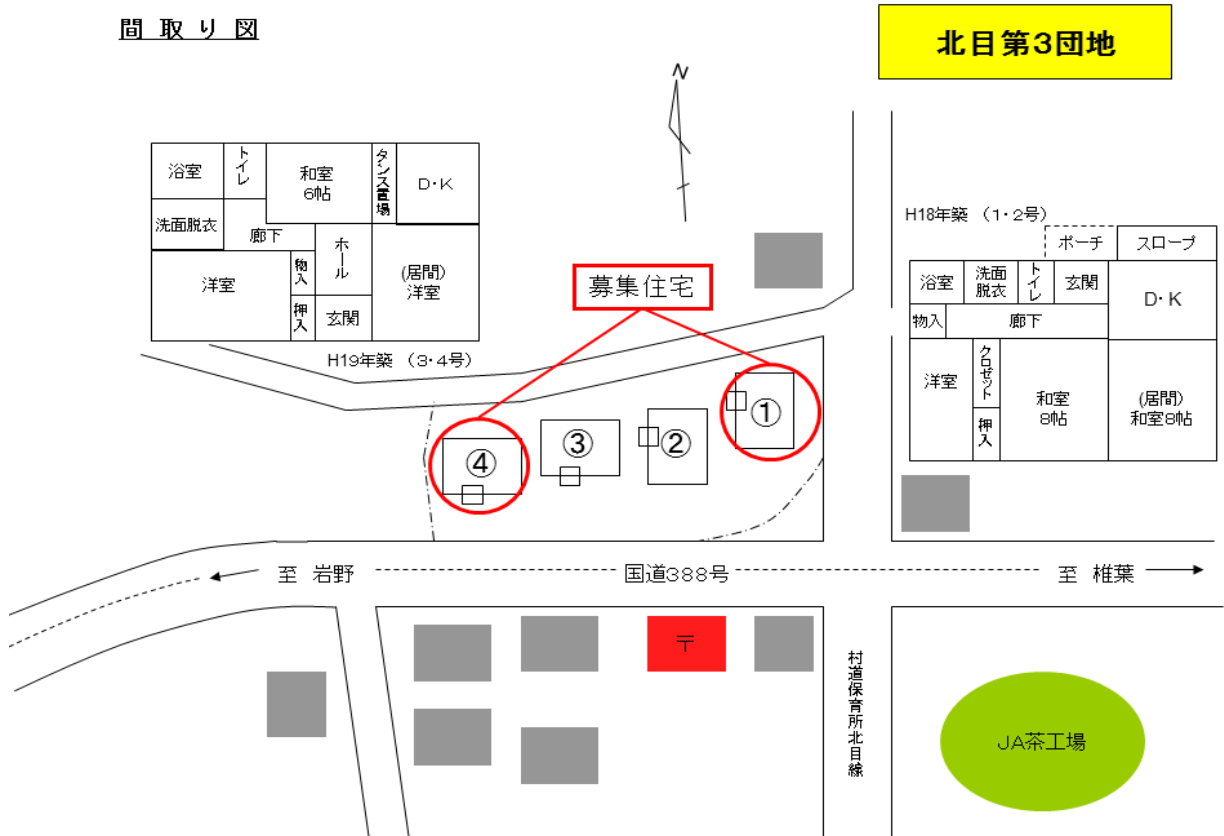 間取り図
北目第3団地
N
浴室
トイレ
和室
6帖
タンス置場
D・K
洗面脱衣
廊下
ホール
洋室
物入
押入
玄関
(居間)
洋室
H19年築 (3・4号)
募集住宅
H18年築 (1・2号)
ポーチ
スロープ
浴室
洗面
脱衣
トイレ
玄関
D・K
物入
廊下
洋室
クロゼット
押入
和室
8帖
(居間)
和室8帖
①
②
③
④
至 岩野
国道388号
至 椎葉
〒
村道保育所北目線
JA茶工場